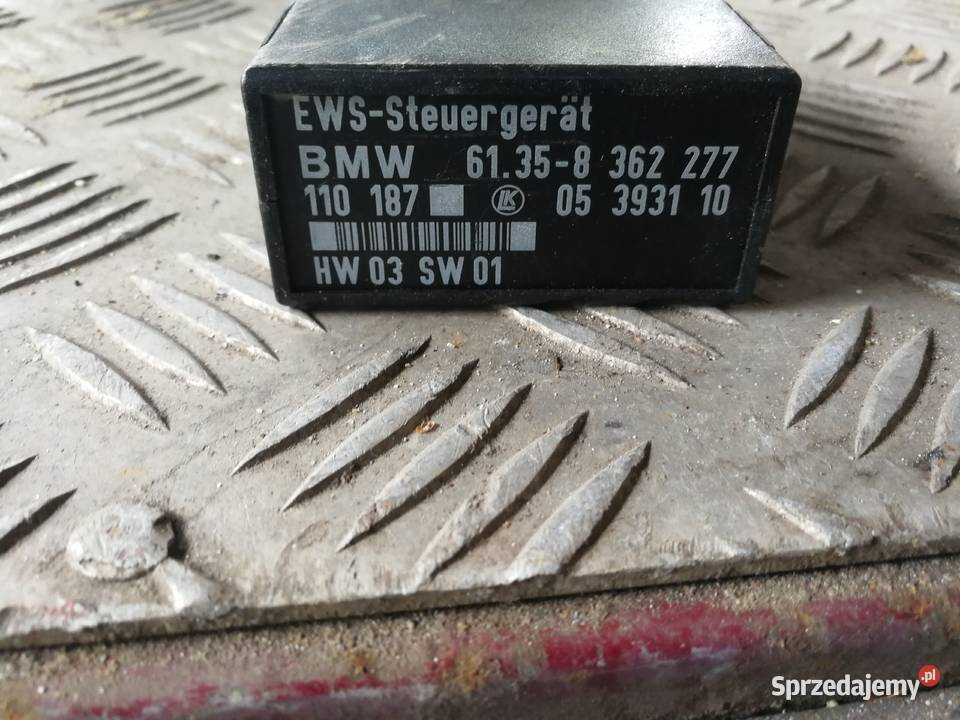 EWS-Steuergerät
BMW 61.35-8 362 277
110 187 LK 05 3931 10
HW 03 SW 01
Sprzedajemy.pl